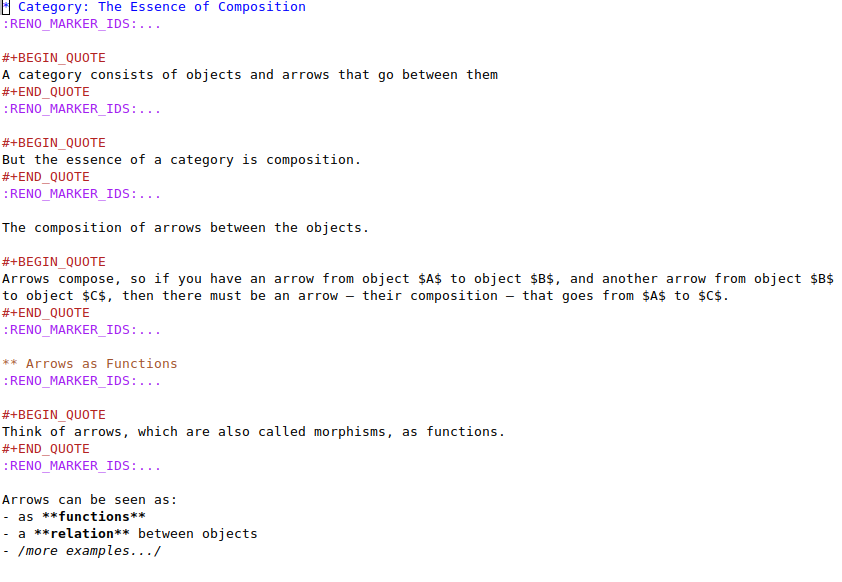 * Category: The Essence of Composition
:RENO_MARKER_IDS:...
#+BEGIN_QUOTE
A category consists of objects and arrows that go between them
#+END_QUOTE
:RENO_MARKER_IDS:...
#+BEGIN_QUOTE
But the essence of a category is composition.
#+END_QUOTE
:RENO_MARKER_IDS:...
The composition of arrows between the objects.
#+BEGIN_QUOTE
Arrows compose, so if you have an arrow from object $A$ to object $B$, and another arrow from object $B$
to object $C$, then there must be an arrow — their composition — that goes from $A$ to $C$.
#+END_QUOTE
:RENO_MARKER_IDS:...
** Arrows as Functions
:RENO_MARKER_IDS:...
#+BEGIN_QUOTE
Think of arrows, which are also called morphisms, as functions.
#+END_QUOTE
:RENO_MARKER_IDS:...
Arrows can be seen as:
- as **functions**
- a **relation** between objects
- /more examples.../